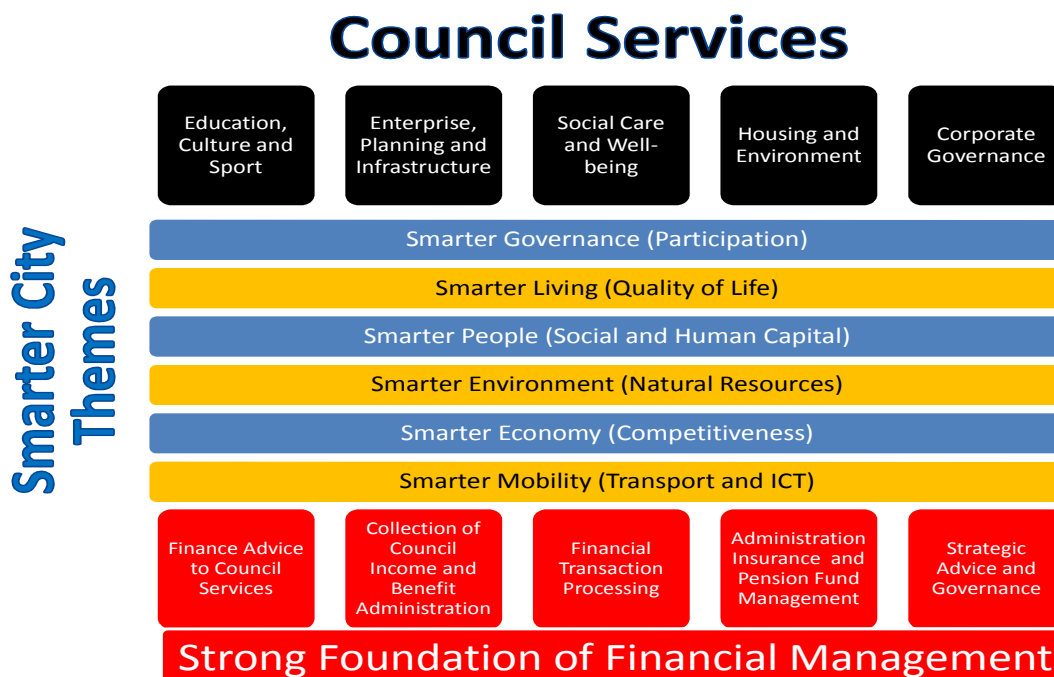 Council Services
Education,
Culture and
Sport
Enterprise,
Planning and
Infrastructure
Social Care
and Well-
being
Housing and
Environment
Corporate
Governance
Smarter City
Themes
Smarter Governance (Participation)
Smarter Living (Quality of Life)
Smarter People (Social and Human Capital)
Smarter Environment (Natural Resources)
Smarter Economy (Competitiveness)
Smarter Mobility (Transport and ICT)
Finance Advice
to Council
Services
Collection of
Council
Income and
Benefit
Administration
Financial
Transaction
Processing
Administration
Insurance and
Pension Fund
Management
Strategic
Advice and
Governance
Strong Foundation of Financial Management